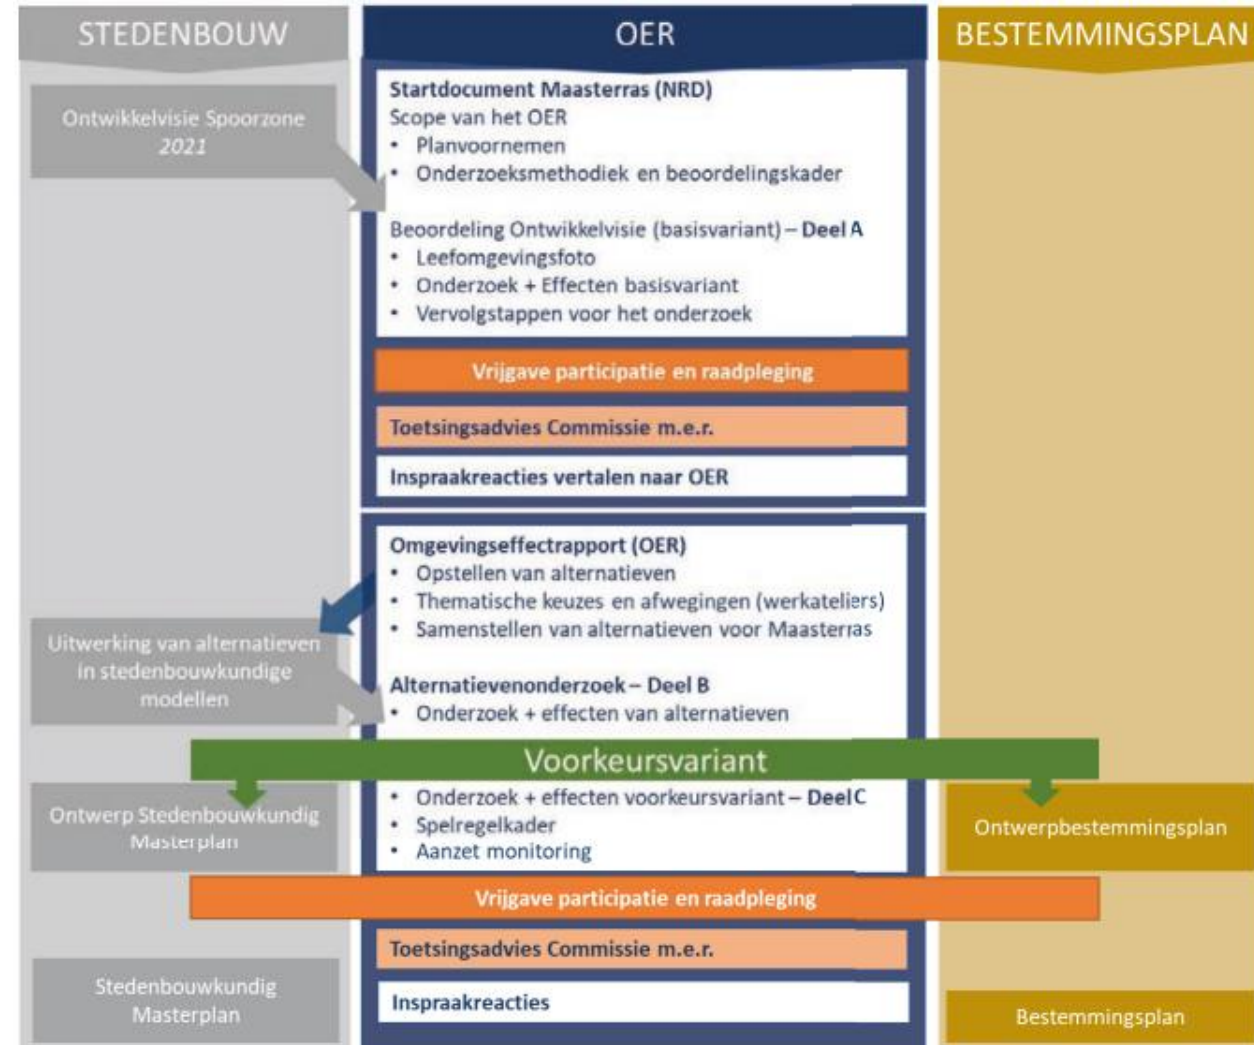 STEDENBOUW
OER
BESTEMMINGSPLAN
Ontwikkelvisie Spoorzone
2021
Startdocument Maasterras (NRD)
Scope van het OER
• Planvoornemen
• Onderzoeksmethodiek en beoordelingskader
Beoordeling Ontwikkelvisie (basisvariant) – Deel A
• Leefomgevingsfoto
• Onderzoek + Effecten basisvariant
• Vervolgstappen voor het onderzoek
Vrijgave participatie en raadpleging
Toetsingsadvies Commissie m.e.r.
Inspraakreacties vertalen naar OER
Omgevingseffectrapport (OER)
• Opstellen van alternatieven
• Thematische keuzes en afwegingen (werkateliers)
• Samenstellen van alternatieven voor Maasterras
Uitwerking van alternatieven
in stedenbouwkundige
modellen
Alternatievenonderzoek – Deel B
• Onderzoek + effecten van alternatieven
Voorkeursvariant
Ontwerp Stedenbouwkundig
Masterplan
• Onderzoek + effecten voorkeursvariant – Deel C
• Spelregelkader
• Aanzet monitoring
Ontwerpbestemmingsplan
Vrijgave participatie en raadpleging
Toetsingsadvies Commissie m.e.r.
Inspraakreacties
Stedenbouwkundig
Masterplan
Bestemmingsplan